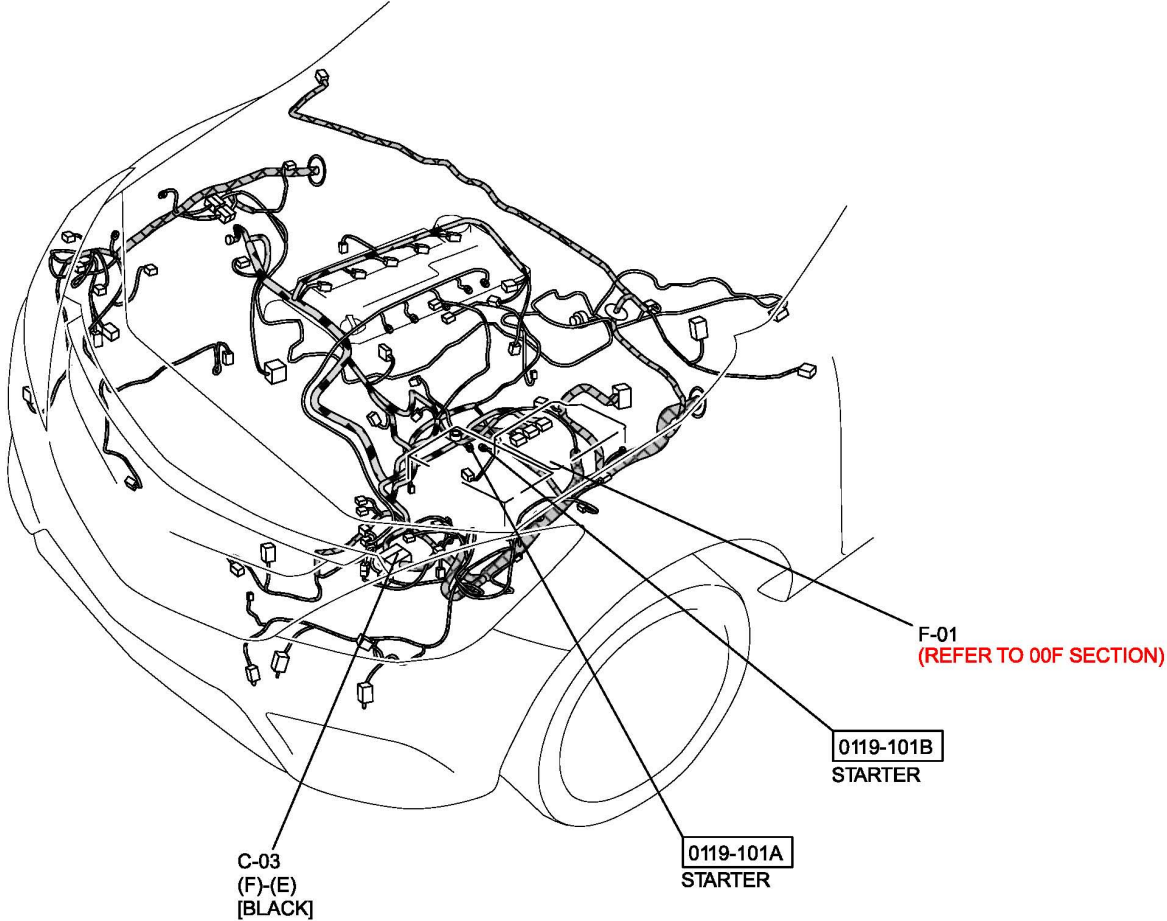 F-01
(REFER TO 00F SECTION)
0119-101B
STARTER
0119-101A
STARTER
C-03
(F)-(E)
[BLACK]